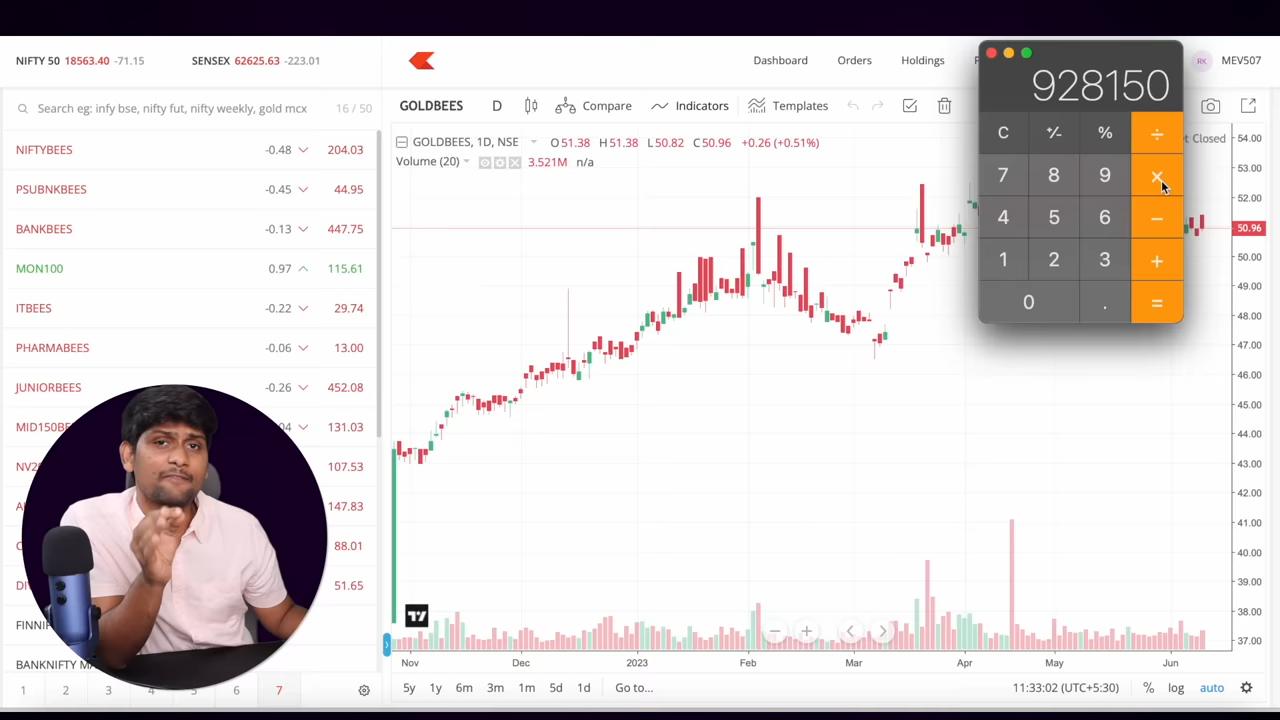 NIFTY 50 18563.40 -71.15 SENSEX 62625.63 -223.01
Dashboard Orders Holdings RK MEV507
Search eg: infy bse, nifty fut, nifty weekly, gold mcx 16 / 50
NIFTYBEES -0.48 204.03
PSUBNKBEES -0.45 44.95
BANKBEES -0.13 447.75
MON100 0.97 115.61
ITBEES -0.22 29.74
PHARMABEES -0.06 13.00
JUNIORBEES -0.26 452.08
131.03
107.53
147.83
88.01
51.65
BANKNIFTY
1 2 3 4 5 6 7
GOLDBEES D Compare Indicators Templates
GOLDBEES, 1D, NSE O 51.38 H 51.38 L 50.82 C 50.96 +0.26 (+0.51%)
Volume (20) 3.521M n/a
t Closed
928150
C +/- % ÷
7 8 9 ×
4 5 6 −
1 2 3 +
0 . =
54.00
53.00
52.00
50.96
50.00
49.00
48.00
47.00
46.00
45.00
44.00
43.00
42.00
41.00
40.00
39.00
38.00
37.00
Nov Dec 2023 Feb Mar Apr May Jun
5y 1y 6m 3m 1m 5d 1d Go to... 11:33:02 (UTC+5:30) % log auto